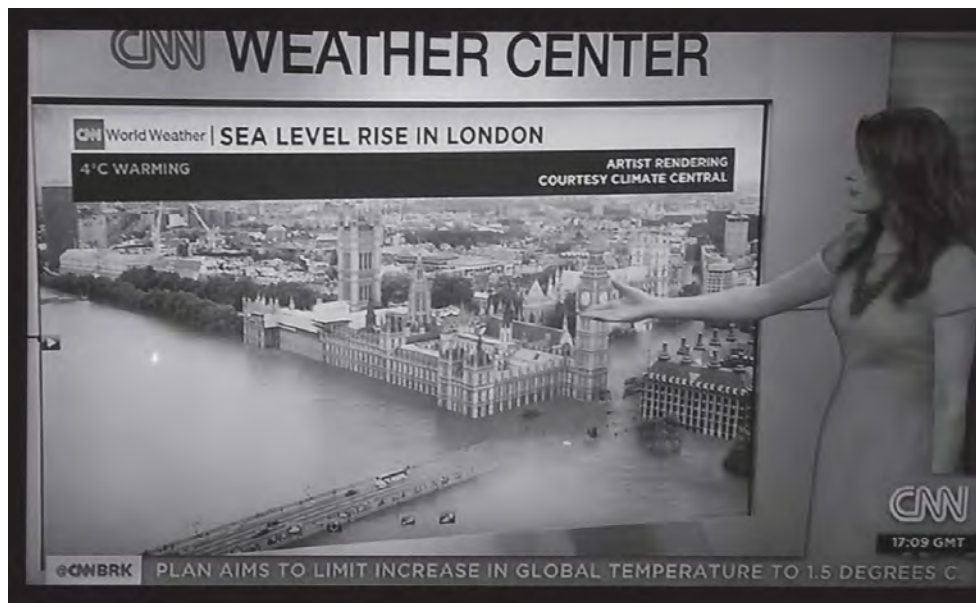 CNN WEATHER CENTER
CNN World Weather | SEA LEVEL RISE IN LONDON
4°C WARMING
ARTIST RENDERING
COURTESY CLIMATE CENTRAL
CNN
17:09 GMT
@CNNBRK PLAN AIMS TO LIMIT INCREASE IN GLOBAL TEMPERATURE TO 1.5 DEGREES C